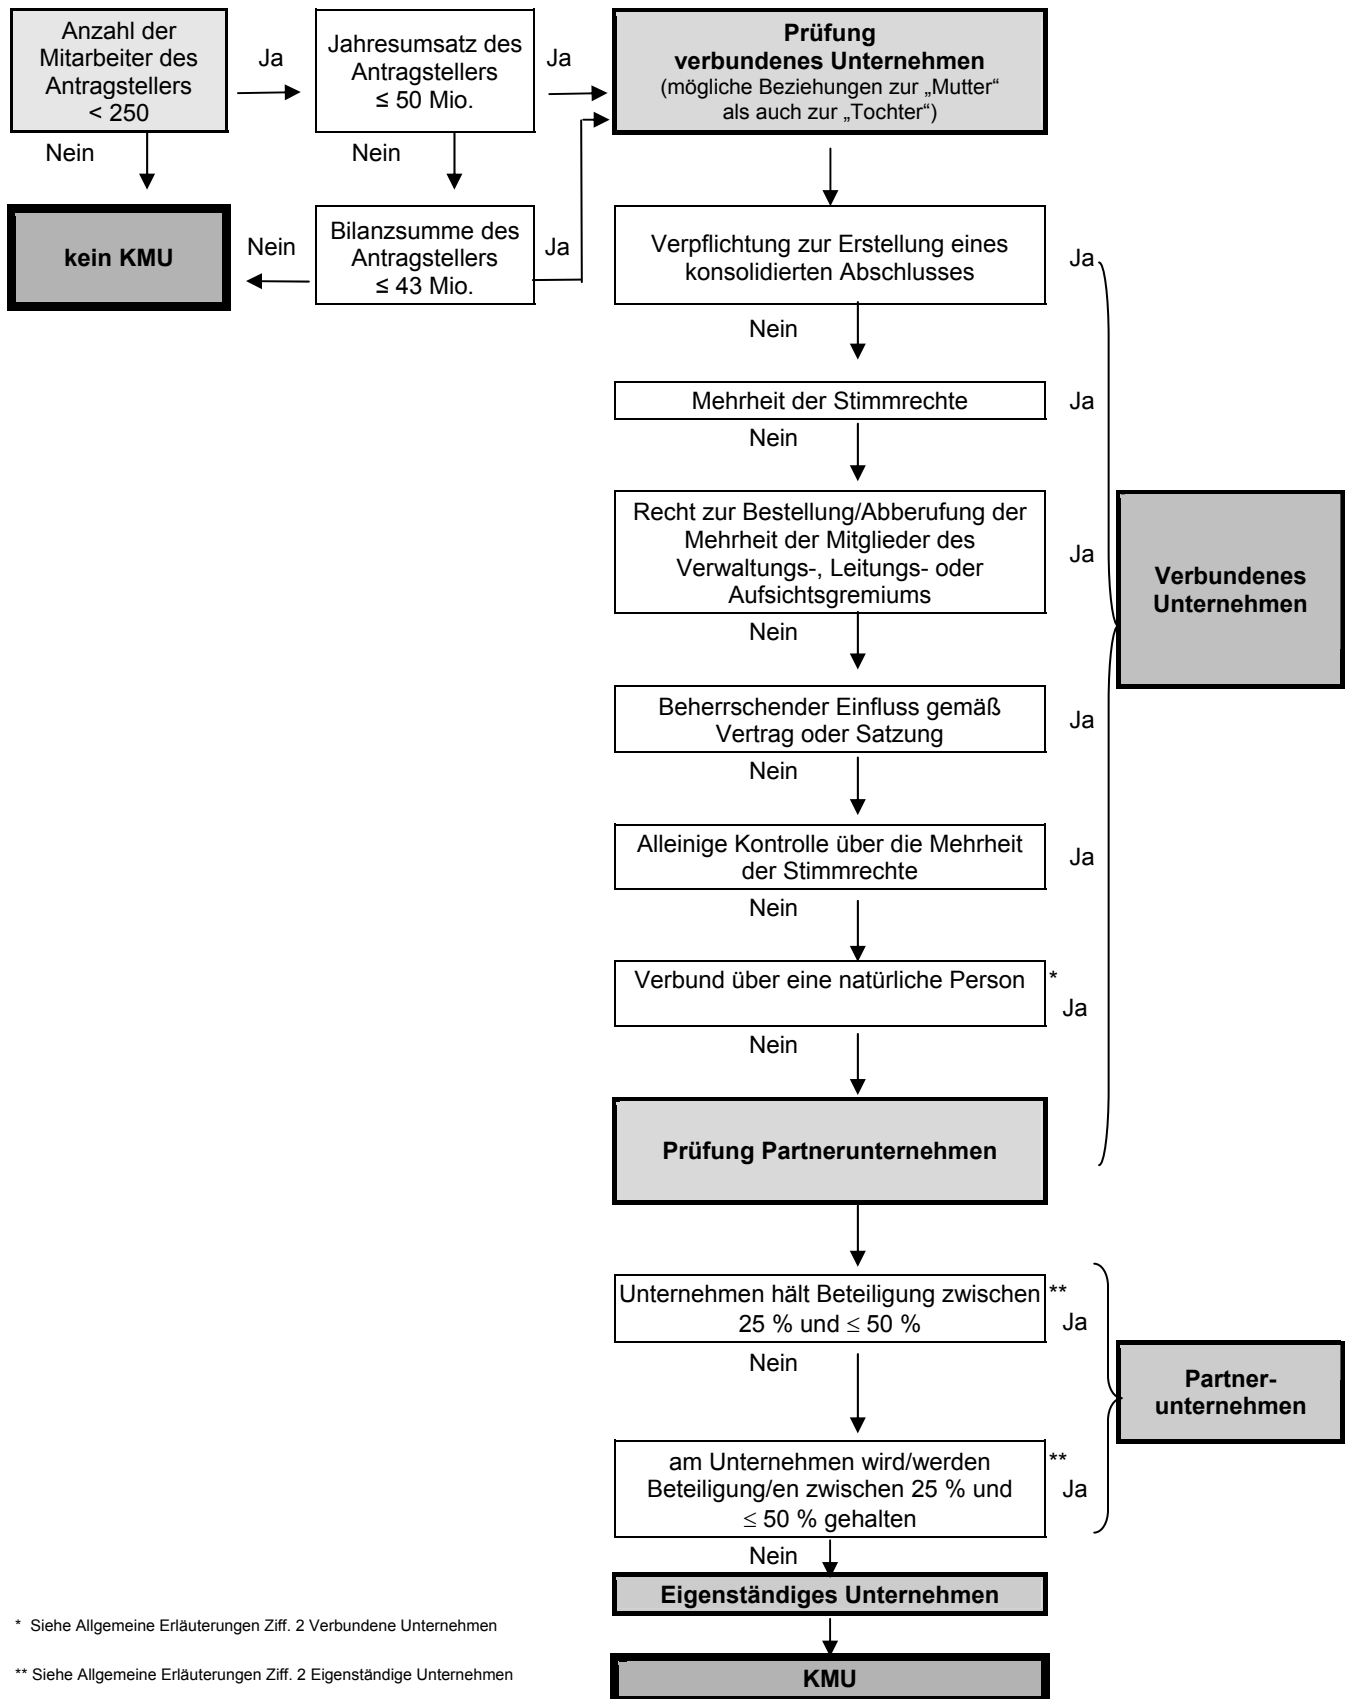 Anzahl der
Mitarbeiter des
Antragstellers
< 250
Ja
Jahresumsatz des
Antragstellers
≤ 50 Mio.
Ja
Prüfung
verbundenes Unternehmen
(mögliche Beziehungen zur „Mutter“
als auch zur „Tochter“)
Nein
Nein
kein KMU
Nein
Bilanzsumme des
Antragstellers
≤ 43 Mio.
Ja
Verpflichtung zur Erstellung eines
konsolidierten Abschlusses
Ja
Nein
Mehrheit der Stimmrechte
Ja
Nein
Recht zur Bestellung/Abberufung der
Mehrheit der Mitglieder des
Verwaltungs-, Leitungs- oder
Aufsichtsgremiums
Ja
Verbundenes
Unternehmen
Nein
Beherrschender Einfluss gemäß
Vertrag oder Satzung
Ja
Nein
Alleinige Kontrolle über die Mehrheit
der Stimmrechte
Ja
Nein
Verbund über eine natürliche Person
*
Ja
Nein
Prüfung Partnerunternehmen
Unternehmen hält Beteiligung zwischen
25 % und ≤ 50 %
**
Ja
Nein
Partner-
unternehmen
am Unternehmen wird/werden
Beteiligung/en zwischen 25 % und
≤ 50 % gehalten
**
Ja
Nein
Eigenständiges Unternehmen
* Siehe Allgemeine Erläuterungen Ziff. 2 Verbundene Unternehmen
** Siehe Allgemeine Erläuterungen Ziff. 2 Eigenständige Unternehmen
KMU